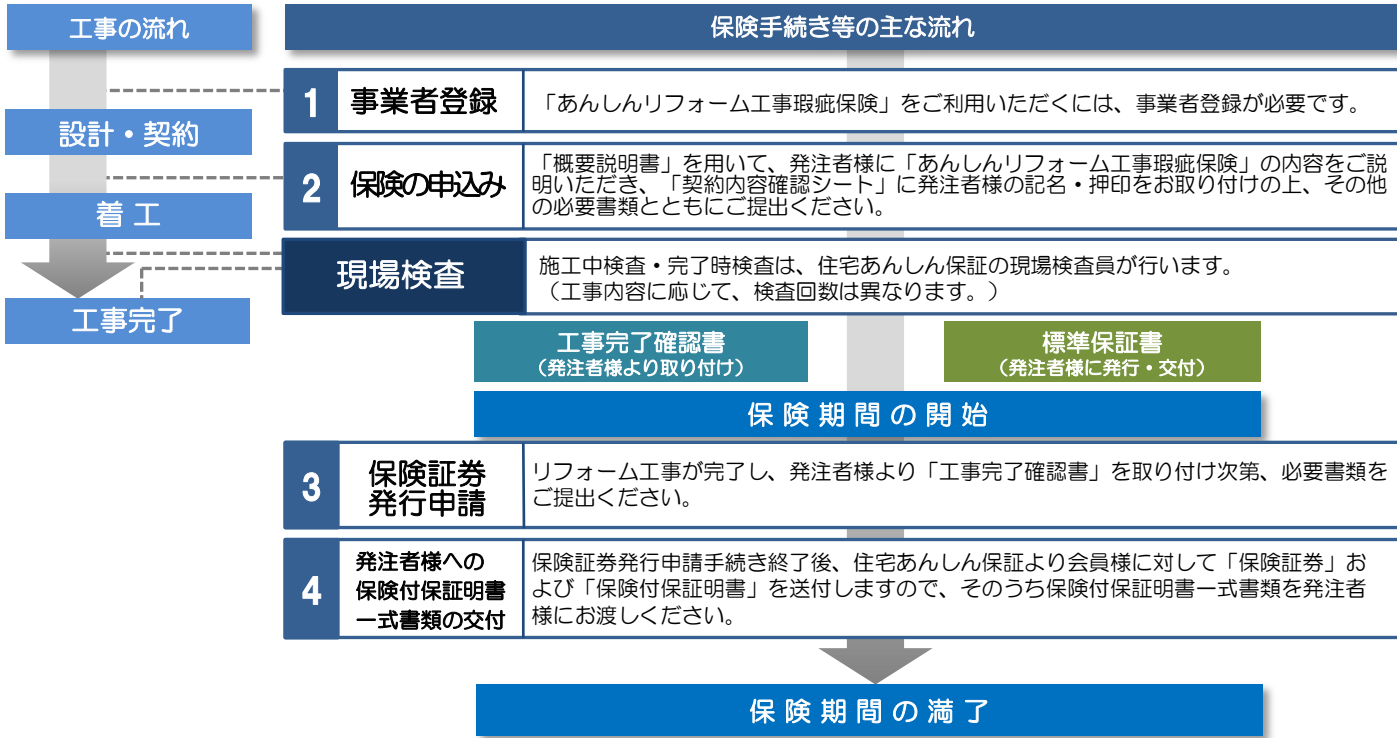 工事の流れ
保険手続き等の主な流れ
1
事業者登録
「あんしんリフォーム工事瑕疵保険」をご利用いただくには、事業者登録が必要です。
設計・契約
2
保険の申込み
「概要説明書」を用いて、発注者様に「あんしんリフォーム工事瑕疵保険」の内容をご説
明いただき、「契約内容確認シート」に発注者様の記名・押印をお取り付けの上、その他
の必要書類とともにご提出ください。
着 工
現場検査
施工中検査・完了時検査は、住宅あんしん保証の現場検査員が行います。
(工事内容に応じて、検査回数は異なります。)
工事完了
工事完了確認書
(発注者様より取り付け)
標準保証書
(発注者様に発行・交付)
保 険 期 間 の 開 始
3
保険証券
発行申請
リフォーム工事が完了し、発注者様より「工事完了確認書」を取り付け次第、必要書類を
ご提出ください。
4
発注者様への
保険付保証明書
一式書類の交付
保険証券発行申請手続き終了後、住宅あんしん保証より会員様に対して「保険証券」お
よび「保険付保証明書」を送付しますので、そのうち保険付保証明書一式書類を発注者
様にお渡しください。
保 険 期 間 の 満 了